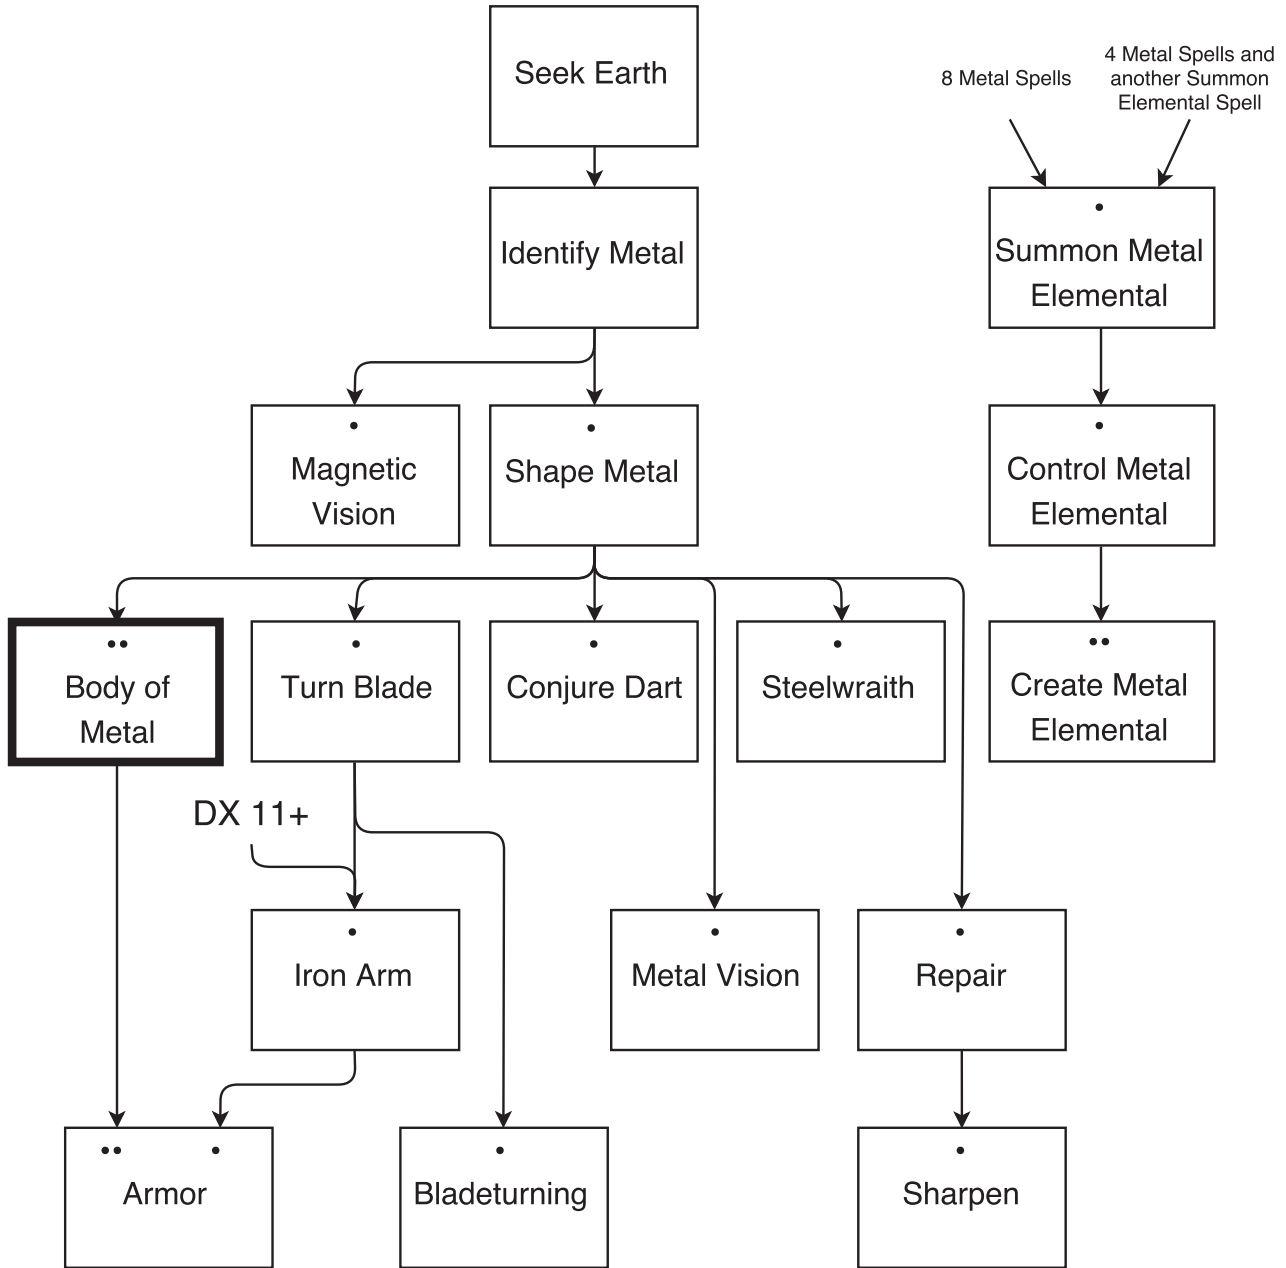 Seek Earth
8 Metal Spells
4 Metal Spells and
another Summon
Elemental Spell
Identify Metal
Summon Metal
Elemental
Magnetic
Vision
Shape Metal
Control Metal
Elemental
Body of
Metal
Turn Blade
Conjure Dart
Steelwraith
Create Metal
Elemental
DX 11+
Iron Arm
Metal Vision
Repair
Armor
Bladeturning
Sharpen